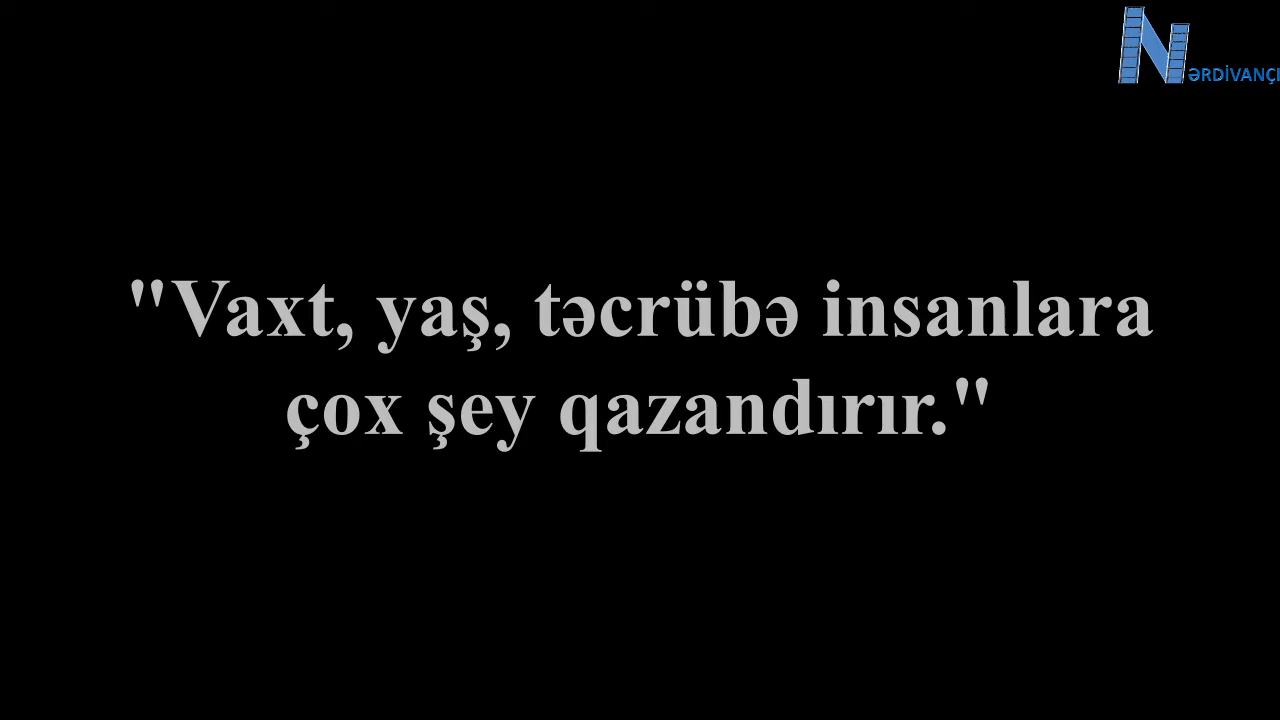 NƏRDİVANÇI
"Vaxt, yaş, təcrübə insanlara
çox şey qazandırır."